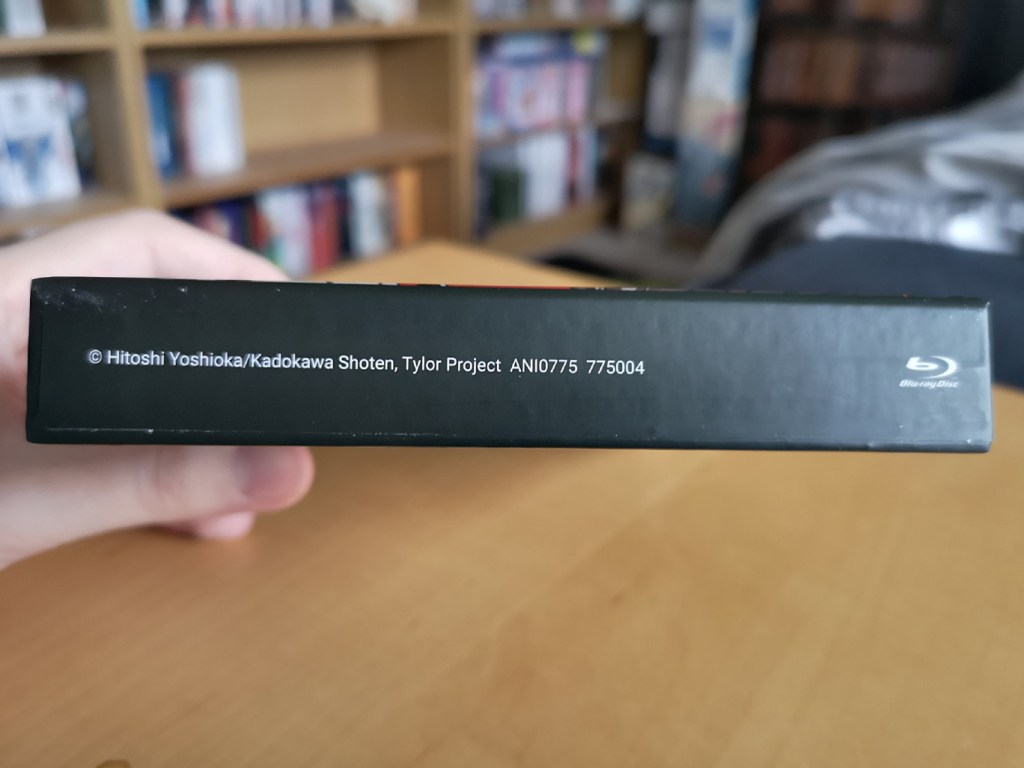 © Hitoshi Yoshioka/Kadokawa Shoten, Tylor Project ANI0775 775004
Blu-ray Disc